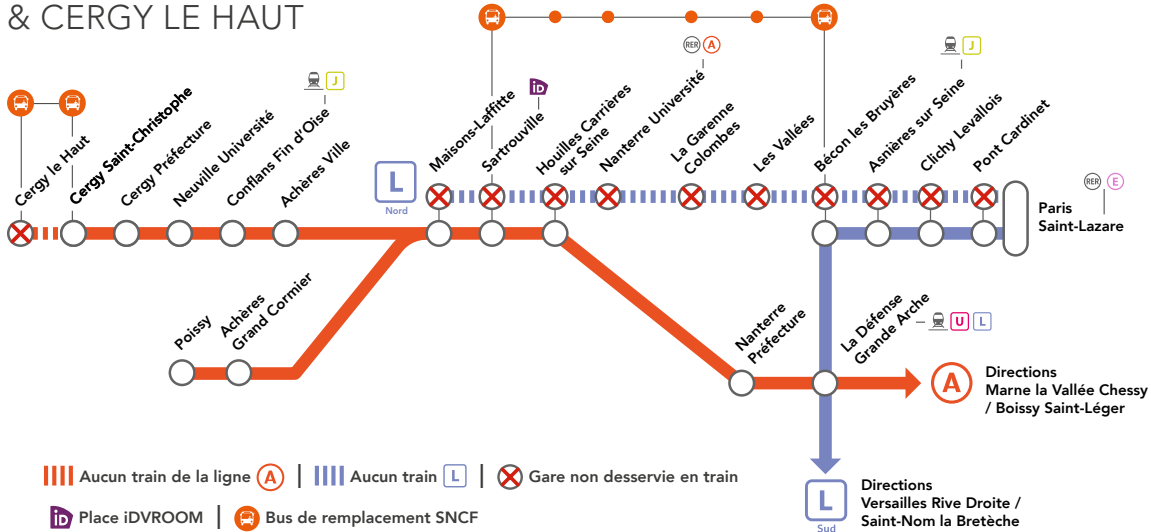 & CERGY LE HAUT
Cergy le Haut
Cergy Saint-Christophe
Cergy Préfecture
Neuville Université
Conflans Fin d'Oise
J
Achères Ville
L
Nord
Maisons-Laffitte
Sartrouville
iD
Houilles Carrières
sur Seine
Nanterre Université
RER A
La Garenne
Colombes
Les Vallées
Bécon les Bruyères
Asnières sur Seine
J
Clichy Levallois
Pont Cardinet
RER E
Paris
Saint-Lazare
Poissy
Achères
Grand Cormier
Nanterre
Préfecture
La Défense
Grande Arche
U L
A
Directions
Marne la Vallée Chessy
/ Boissy Saint-Léger
L
Sud
Directions
Versailles Rive Droite /
Saint-Nom la Bretèche
Aucun train de la ligne A
Aucun train L
Gare non desservie en train
iD Place iDVROOM
Bus de remplacement SNCF